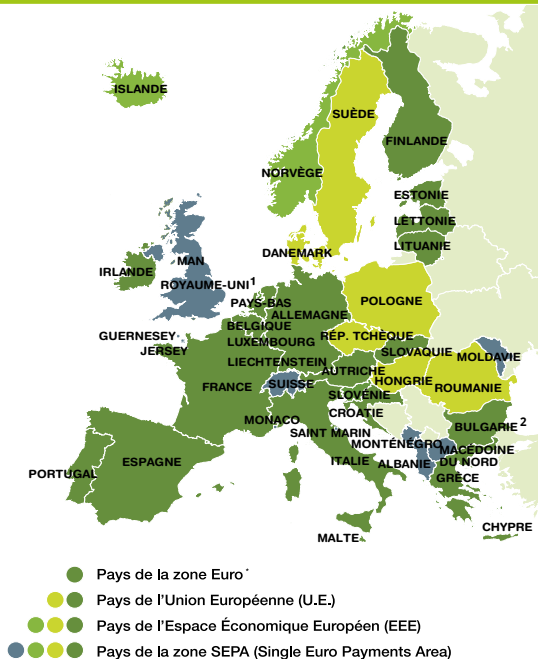 ISLANDE
SUÈDE
FINLANDE
NORVÈGE
ESTONIE
LETTONIE
LITUANIE
DANEMARK
MAN
IRLANDE
ROYAUME-UNI1
PAYS-BAS
POLOGNE
ALLEMAGNE
BELGIQUE
GUERNESEY
RÉP. TCHÈQUE
LUXEMBOURG
JERSEY
SLOVAQUIE
MOLDAVIE
LIECHTENSTEIN
AUTRICHE
FRANCE
SUISSE
HONGRIE
ROUMANIE
SLOVÉNIE
CROATIE
MONACO
BULGARIE2
SAINT MARIN
MONTÉNÉGRO
MACÉDOINE
DU NORD
ESPAGNE
ITALIE
ALBANIE
PORTUGAL
GRÈCE
CHYPRE
MALTE
Pays de la zone Euro*
Pays de l'Union Européenne (U.E.)
Pays de l'Espace Économique Européen (EEE)
Pays de la zone SEPA (Single Euro Payments Area)